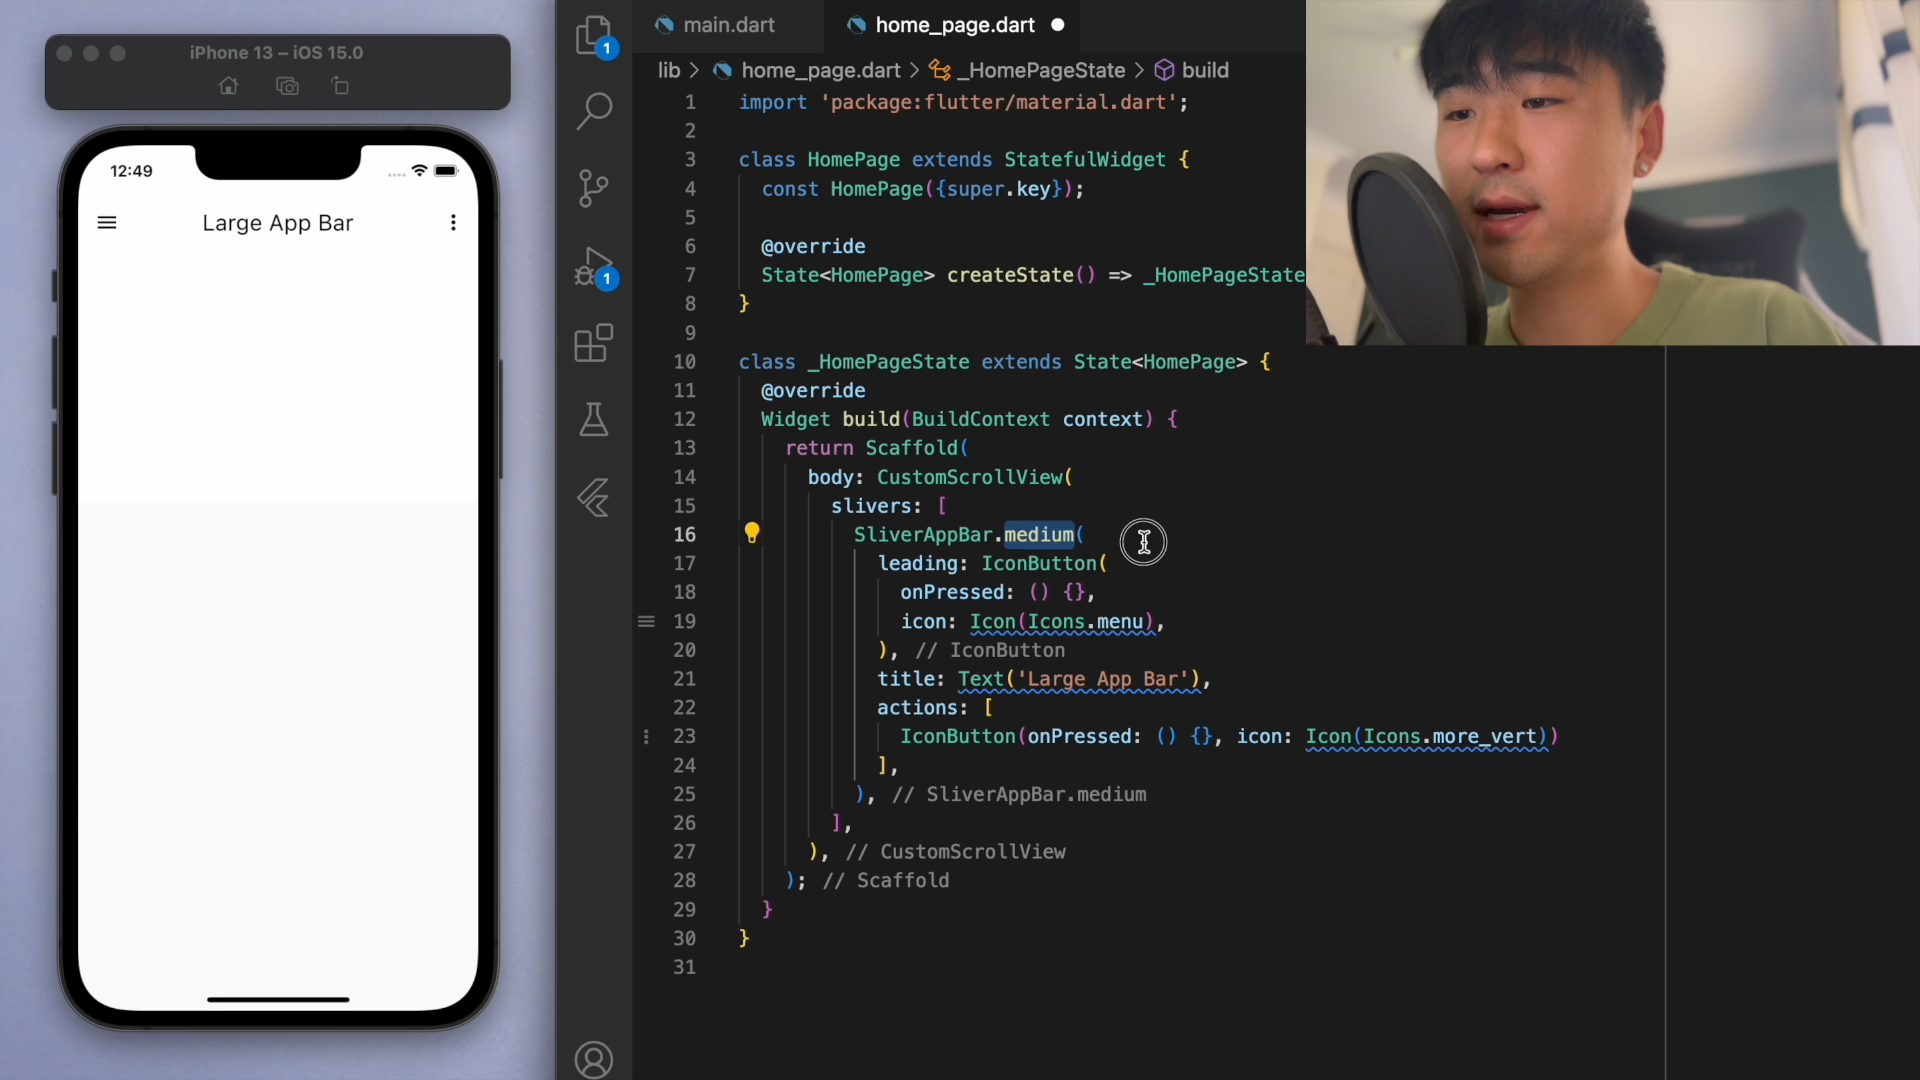 iPhone 13 – iOS 15.0
12:49
Large App Bar
1
1
main.dart
home_page.dart
lib > home_page.dart > _HomePageState > build
1 import 'package:flutter/material.dart';
2
3 class HomePage extends StatefulWidget {
4 const HomePage({super.key});
5
6 @override
7 State<HomePage> createState() => _HomePageState
8 }
9
10 class _HomePageState extends State<HomePage> {
11 @override
12 Widget build(BuildContext context) {
13 return Scaffold(
14 body: CustomScrollView(
15 slivers: [
16 SliverAppBar.medium(
17 leading: IconButton(
18 onPressed: () {},
19 icon: Icon(Icons.menu),
20 ), // IconButton
21 title: Text('Large App Bar'),
22 actions: [
23 IconButton(onPressed: () {}, icon: Icon(Icons.more_vert))
24 ],
25 ), // SliverAppBar.medium
26 ],
27 ), // CustomScrollView
28 ); // Scaffold
29 }
30 }
31